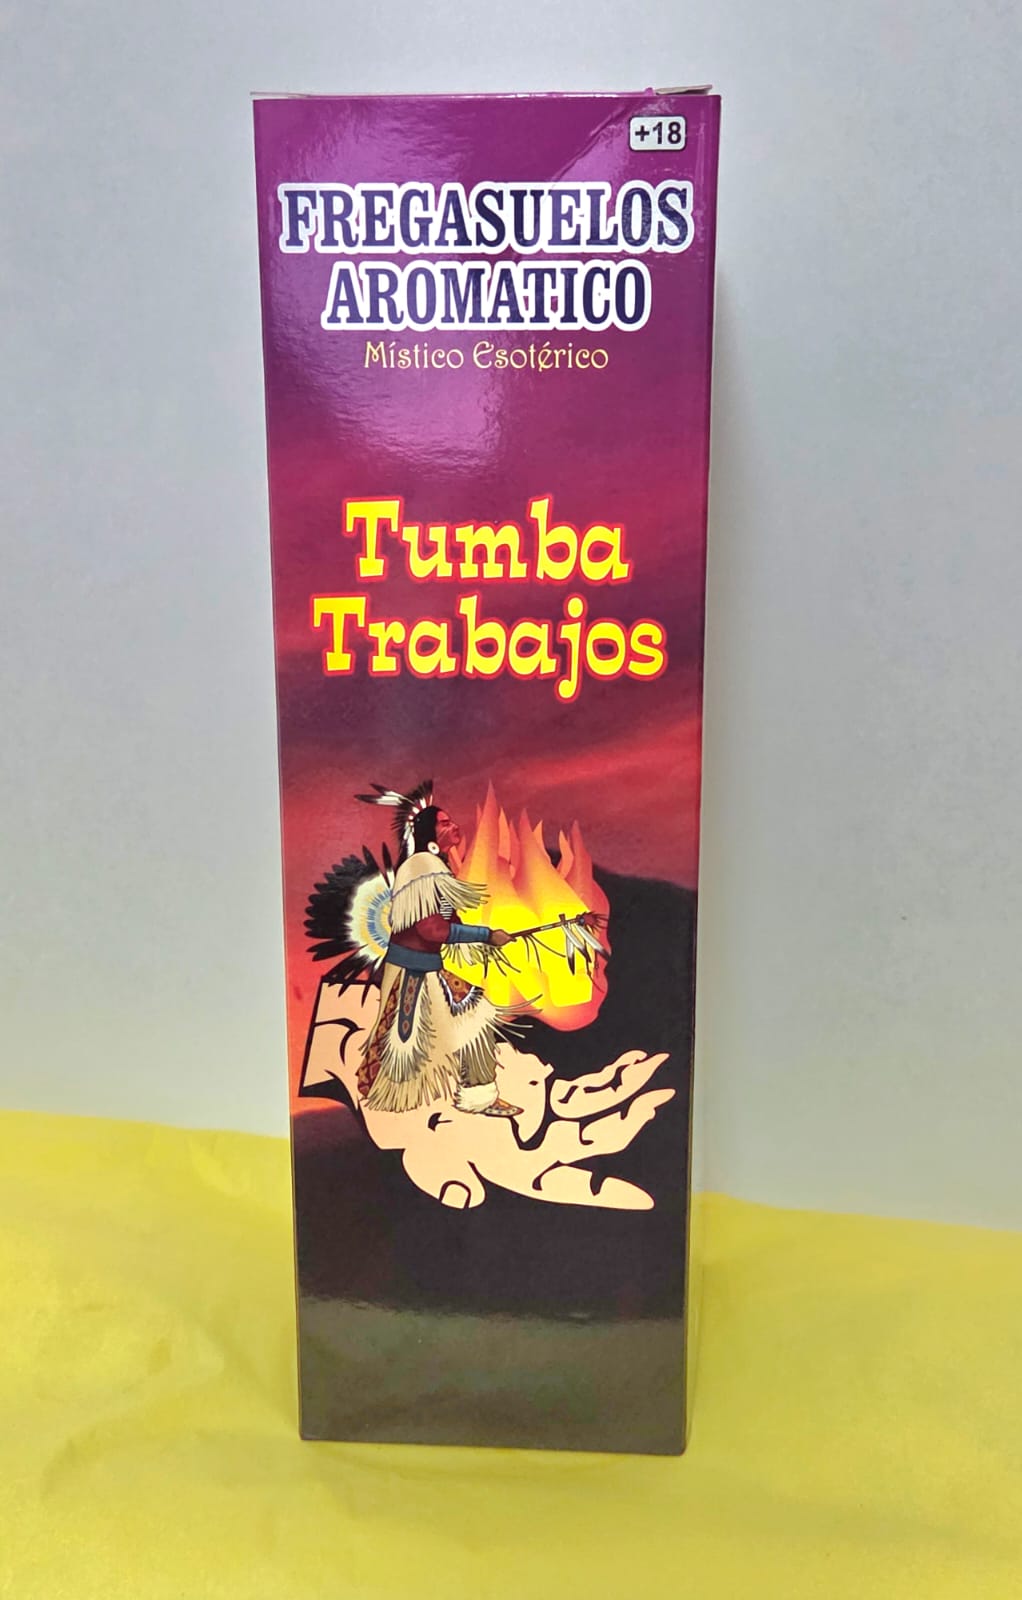 +18
FREGASUELOS
AROMATICO
Místico Esotérico
Tumba
Trabajos